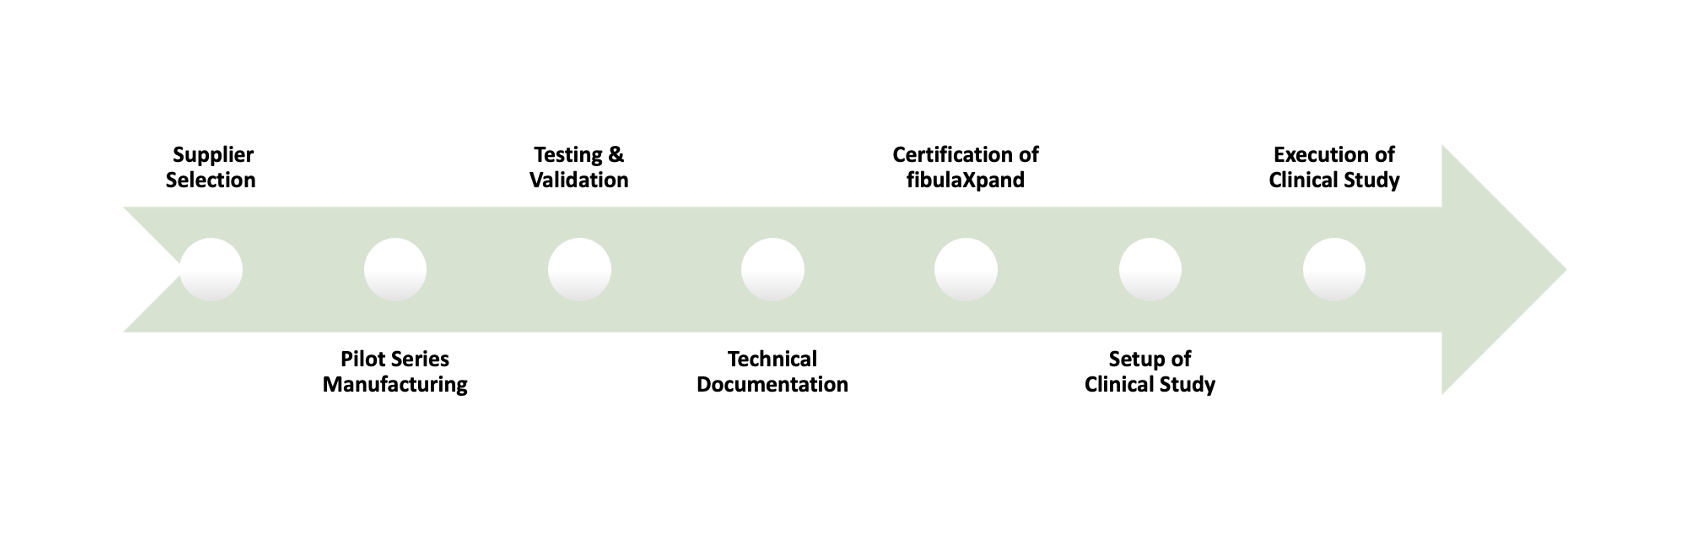 Supplier
Selection
Pilot Series
Manufacturing
Testing &
Validation
Technical
Documentation
Certification of
fibulaXpand
Setup of
Clinical Study
Execution of
Clinical Study